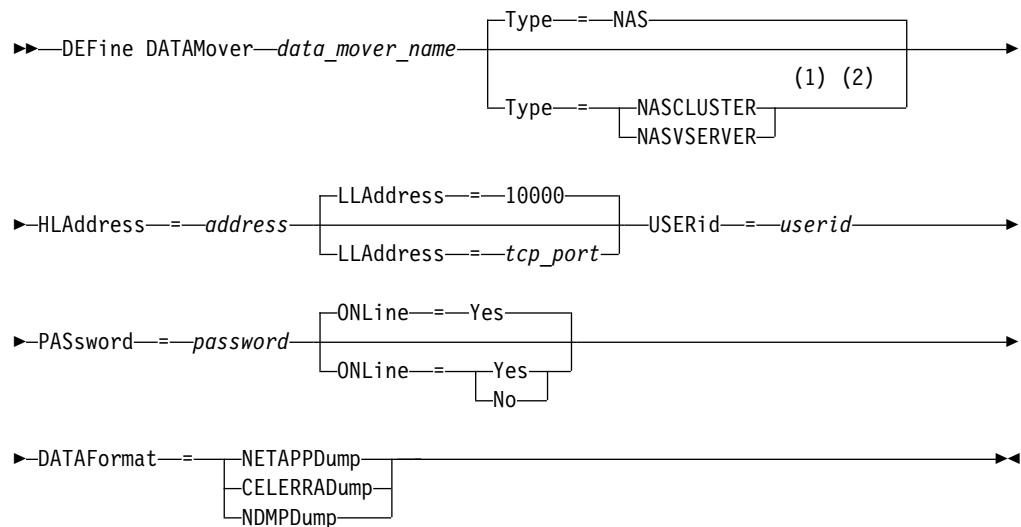 Type = NAS
DEFine DATAMover data_mover_name
(1) (2)
Type = NASCLUSTER
NASVSERVER
LLAddress = 10000
HLAddress = address USERid = userid
LLAddress = tcp_port
ONLine = Yes
PASsword = password
ONLine = Yes
No
DATAFormat = NETAPPDump
CELERRADump
NDMPDump